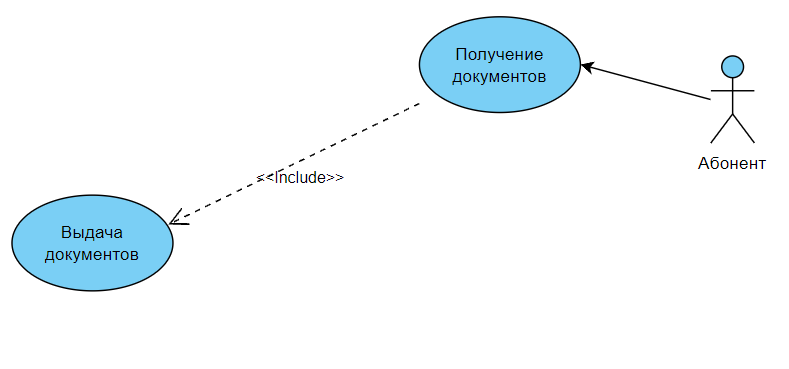 Получение
документов
Абонент
<<Include>>
Выдача
документов